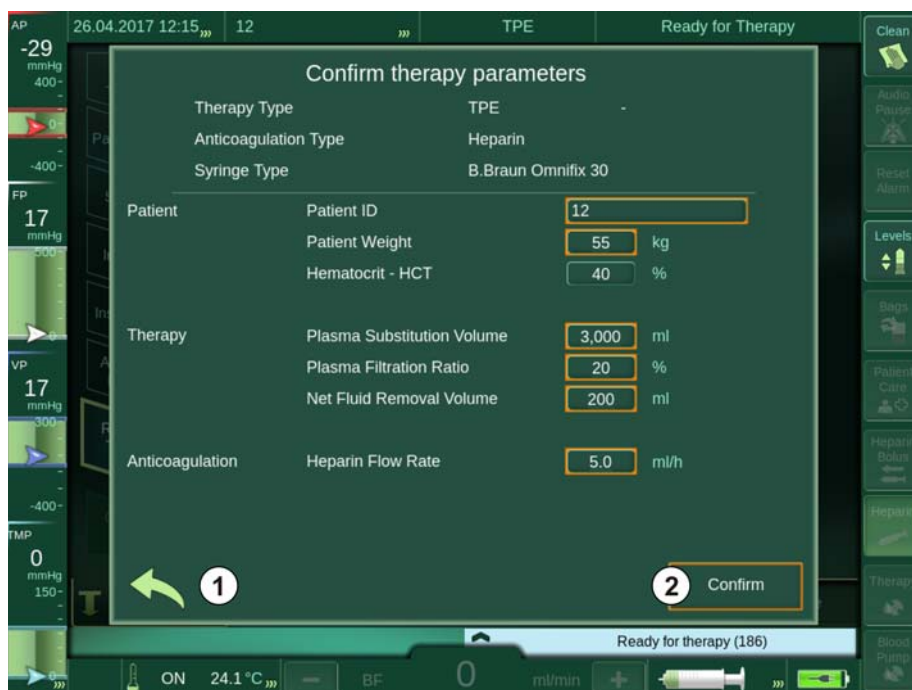 AP
26.04.2017 12:15
12
TPE
Ready for Therapy
Clean
-29
mmHg
400
0
-400
Audio
Pause
Reset
Alarm
FP
17
mmHg
500
0
Levels
Bags
VP
17
mmHg
300
-400
Patient
Care
Heparin
Bolus
Heparin
TMP
0
mmHg
150
Therapy
Blood
Pump
Confirm therapy parameters
Therapy Type TPE -
Anticoagulation Type Heparin
Syringe Type B.Braun Omnifix 30
Patient Patient ID 12
Patient Weight 55 kg
Hematocrit - HCT 40 %
Therapy Plasma Substitution Volume 3,000 ml
Plasma Filtration Ratio 20 %
Net Fluid Removal Volume 200 ml
Anticoagulation Heparin Flow Rate 5.0 ml/h
1
2 Confirm
Ready for therapy (186)
ON 24.1 °C
BF 0 ml/min